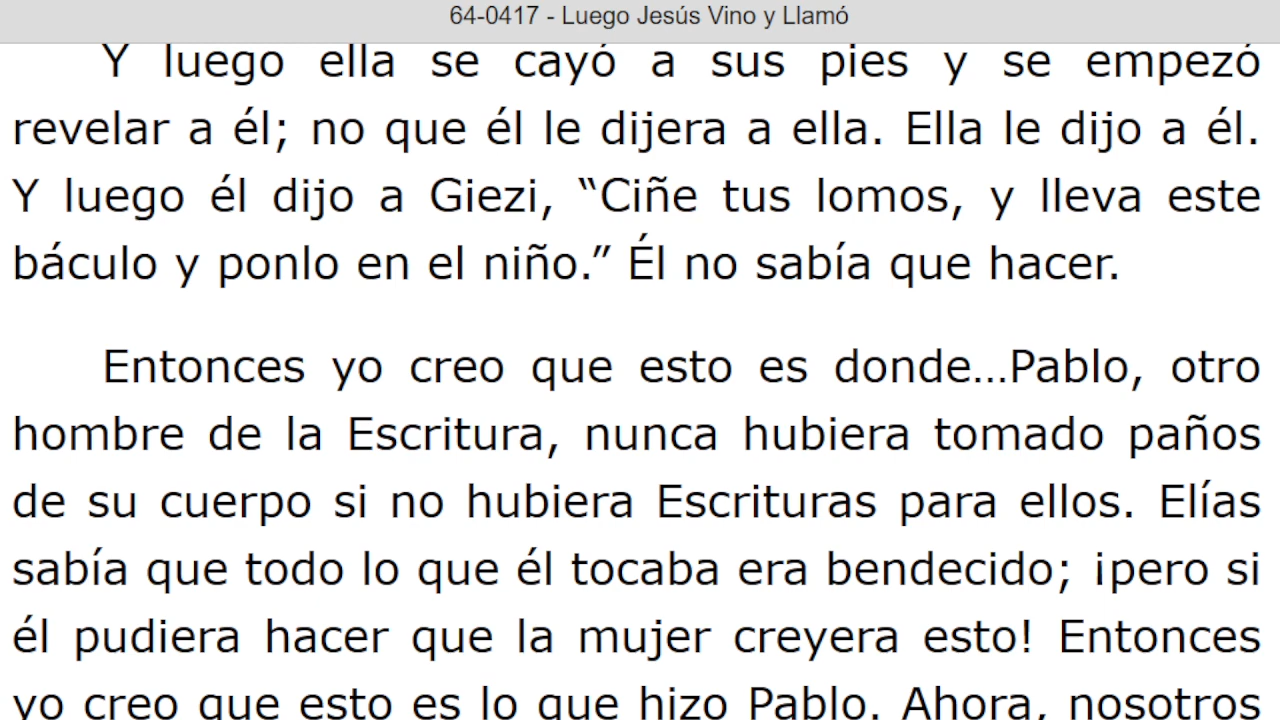 64-0417 - Luego Jesús Vino y Llamó
Y luego ella se cayó a sus pies y se empezó
revelar a él; no que él le dijera a ella. Ella le dijo a él.
Y luego él dijo a Giezi, “Ciñe tus lomos, y lleva este
báculo y ponlo en el niño.” Él no sabía que hacer.
Entonces yo creo que esto es donde...Pablo, otro
hombre de la Escritura, nunca hubiera tomado paños
de su cuerpo si no hubiera Escrituras para ellos. Elías
sabía que todo lo que él tocaba era bendecido; ¡pero si
él pudiera hacer que la mujer creyera esto! Entonces
yo creo que esto es lo que hizo Pablo. Ahora, nosotros